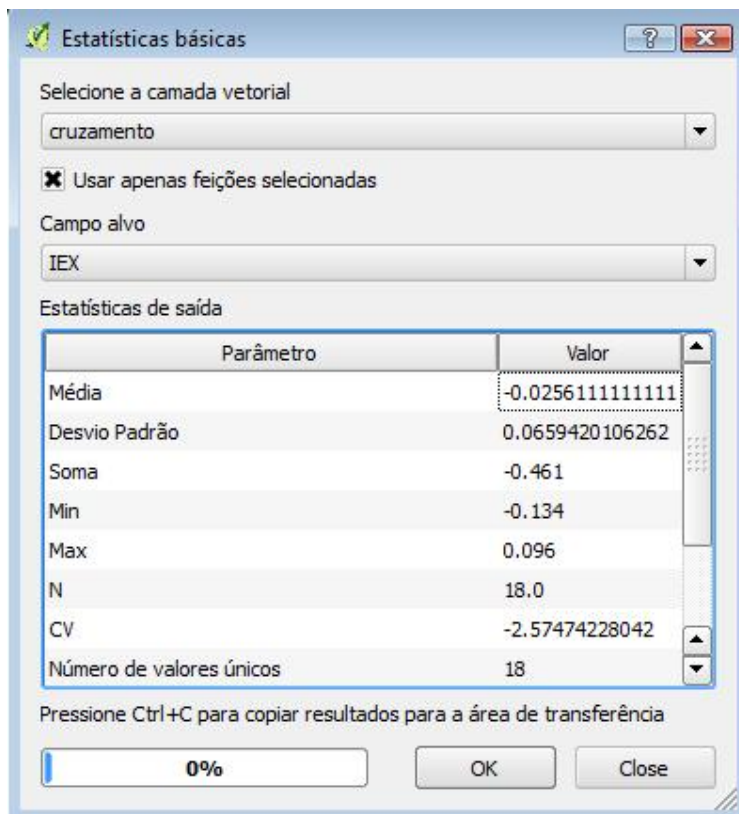 Estatísticas básicas
Selecione a camada vetorial
cruzamento
Usar apenas feições selecionadas
Campo alvo
IEX
Estatísticas de saída
Parâmetro Valor
Média -0.0256111111111
Desvio Padrão 0.0659420106262
Soma -0.461
Min -0.134
Max 0.096
N 18.0
CV -2.57474228042
Número de valores únicos 18
Pressione Ctrl+C para copiar resultados para a área de transferência
0% OK Close